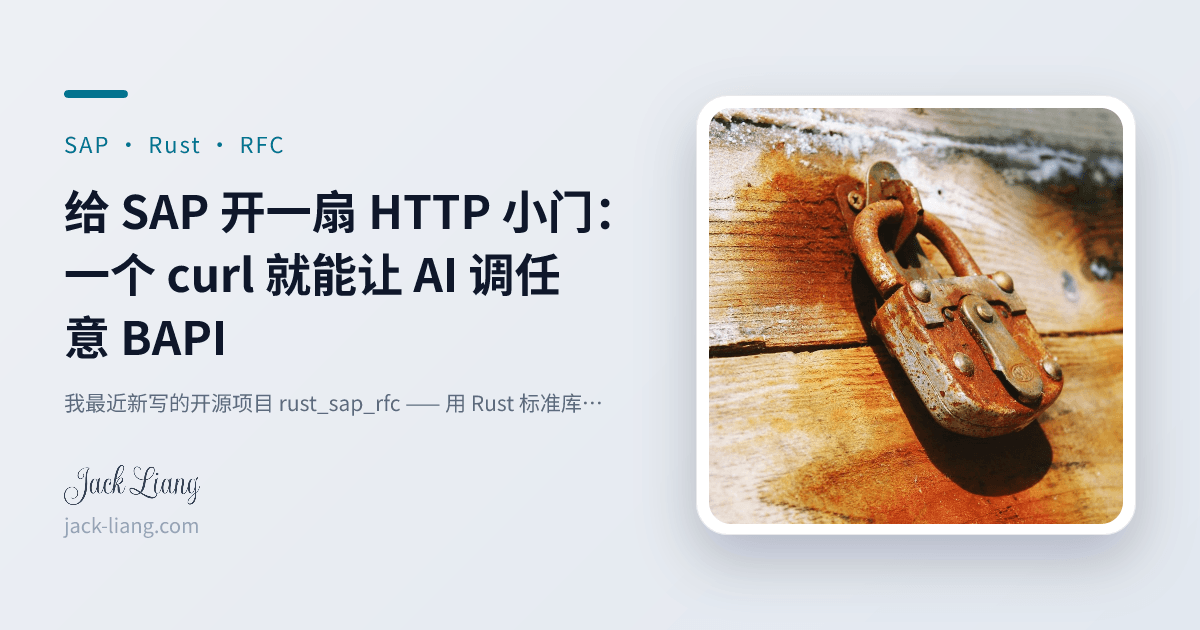 SAP • Rust • RFC
给 SAP 开一扇 HTTP 小门：
一个 curl 就能让 AI 调任
意 BAPI
我最近新写的开源项目 rust_sap_rfc —— 用 Rust 标准库…
Jack Liang
jack-liang.com